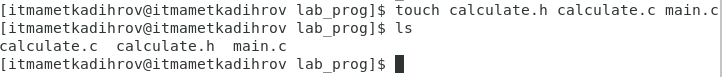 [itmametkadihrov@itmametkadihrov lab_prog]$ touch calculate.h calculate.c main.c
[itmametkadihrov@itmametkadihrov lab_prog]$ ls
calculate.c  calculate.h  main.c
[itmametkadihrov@itmametkadihrov lab_prog]$